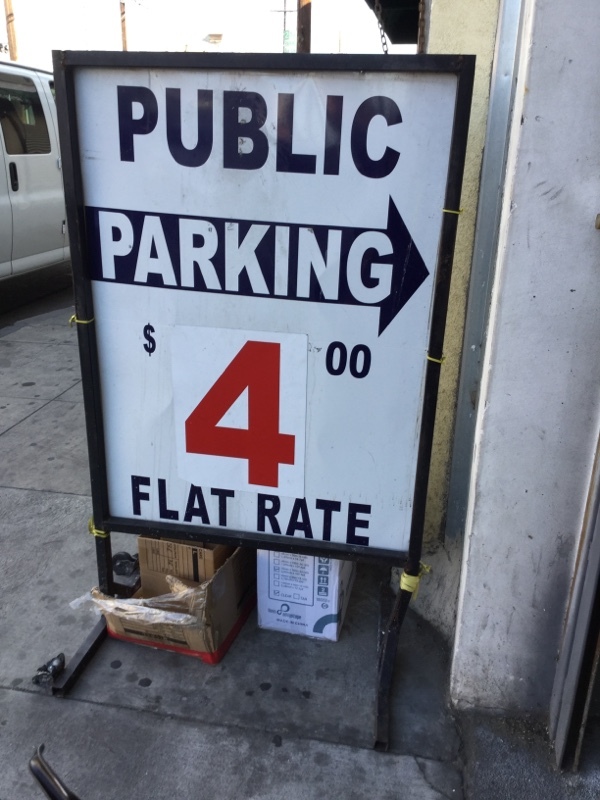 PUBLIC
PARKING
$ 4 00
FLAT RATE